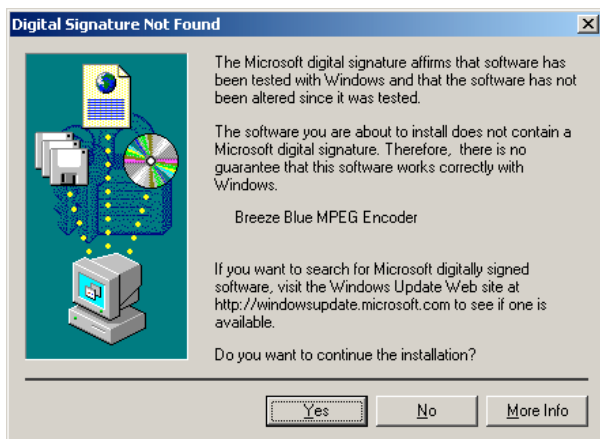 Digital Signature Not Found
The Microsoft digital signature affirms that software has
been tested with Windows and that the software has not
been altered since it was tested.
The software you are about to install does not contain a
Microsoft digital signature. Therefore, there is no
guarantee that this software works correctly with
Windows.
Breeze Blue MPEG Encoder
If you want to search for Microsoft digitally signed
software, visit the Windows Update Web site at
http://windowsupdate.microsoft.com to see if one is
available.
Do you want to continue the installation?
Yes No More Info